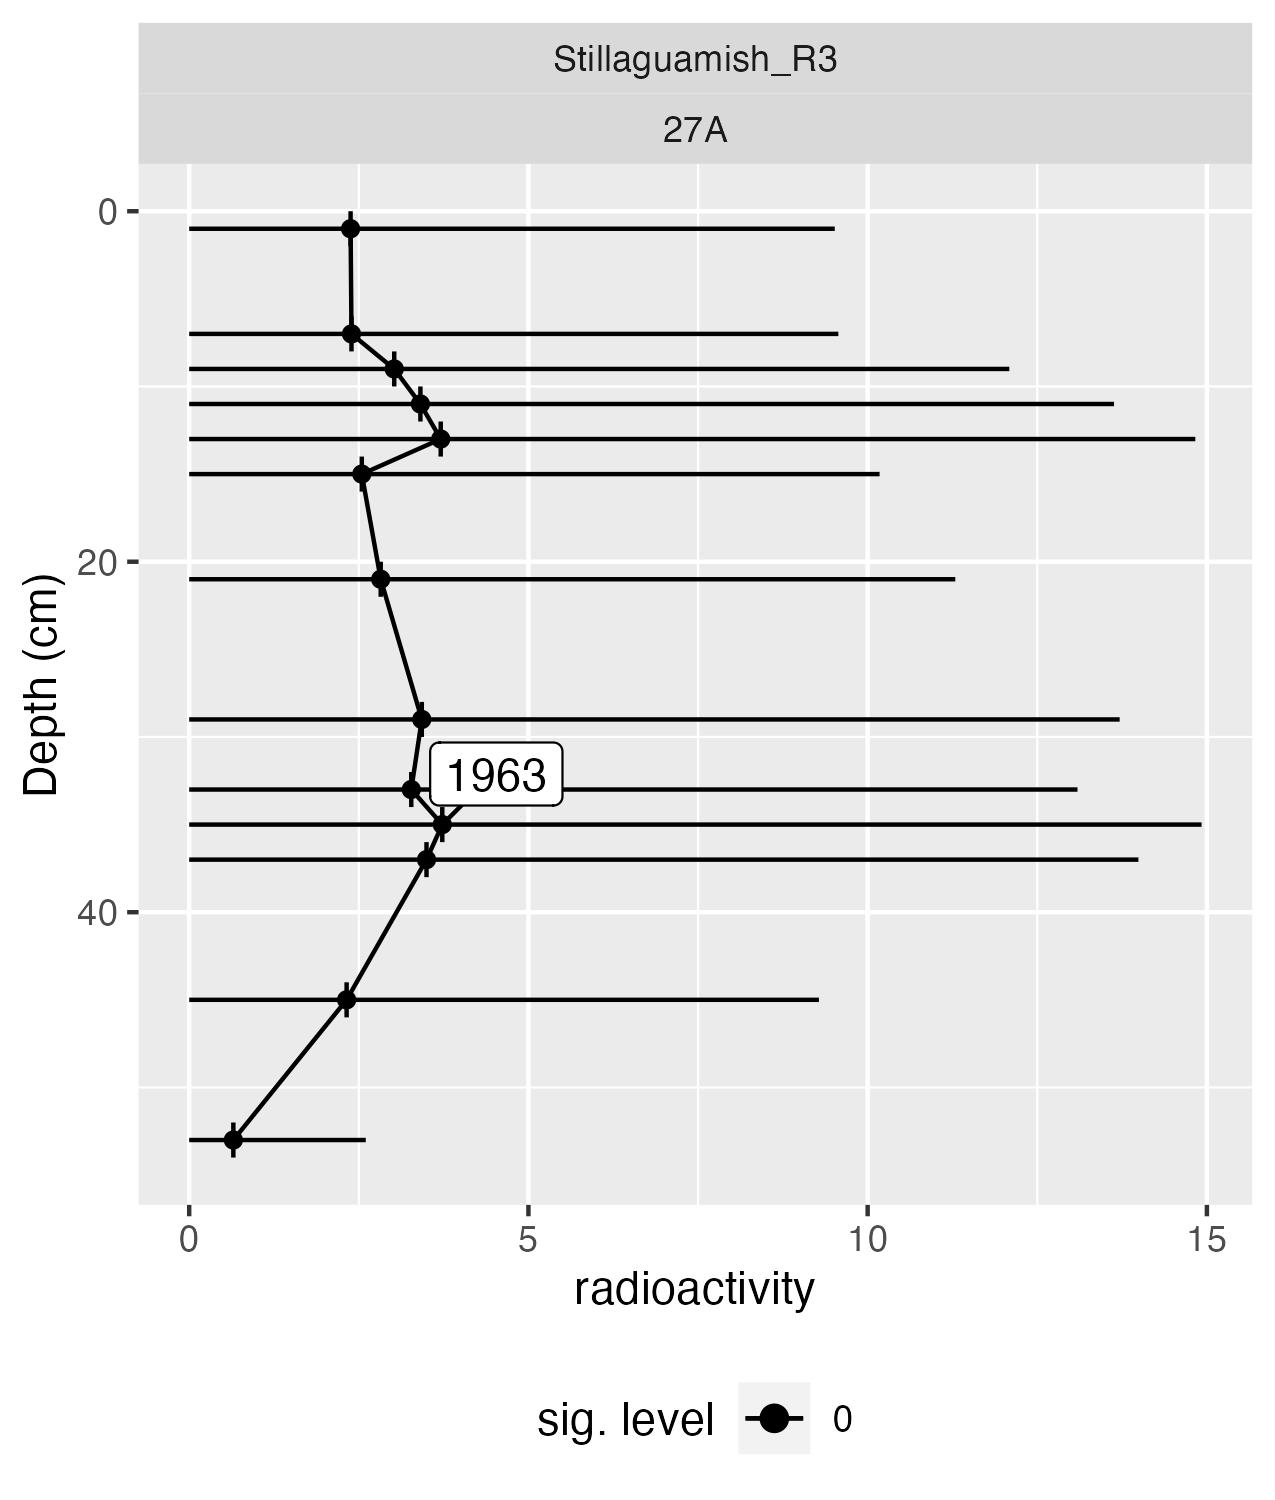 Stillaguamish_R3
27A
0
20
40
Depth (cm)
1963
0 5 10 15
radioactivity
sig. level 0